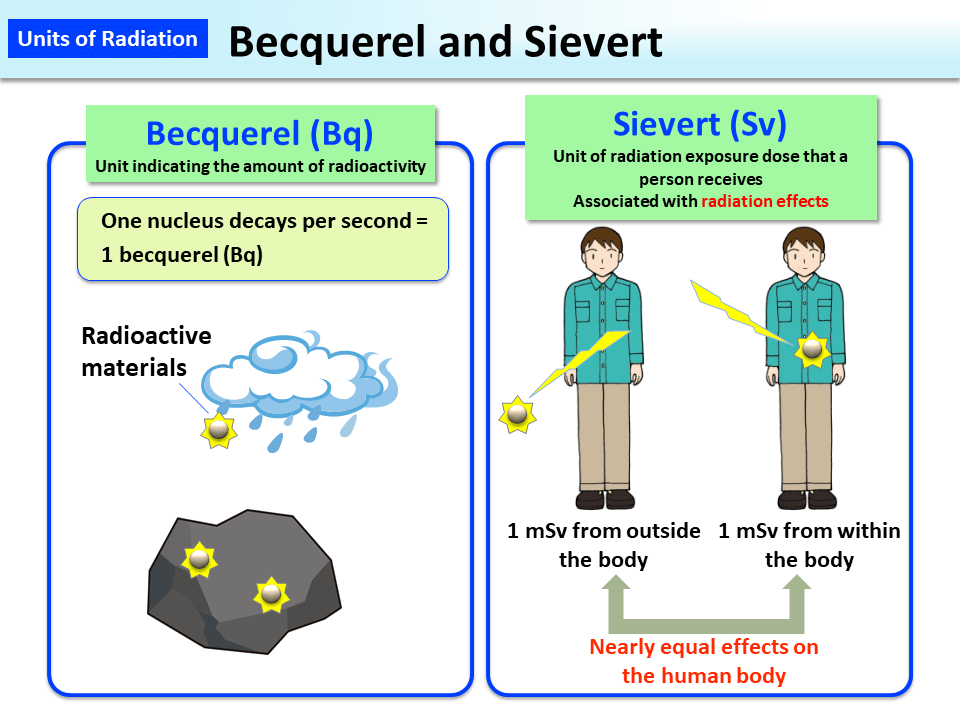 Units of Radiation
Becquerel and Sievert
Becquerel (Bq)
Unit indicating the amount of radioactivity
One nucleus decays per second =
1 becquerel (Bq)
Radioactive
materials
Sievert (Sv)
Unit of radiation exposure dose that a
person receives
Associated with radiation effects
1 mSv from outside
the body
1 mSv from within
the body
Nearly equal effects on
the human body